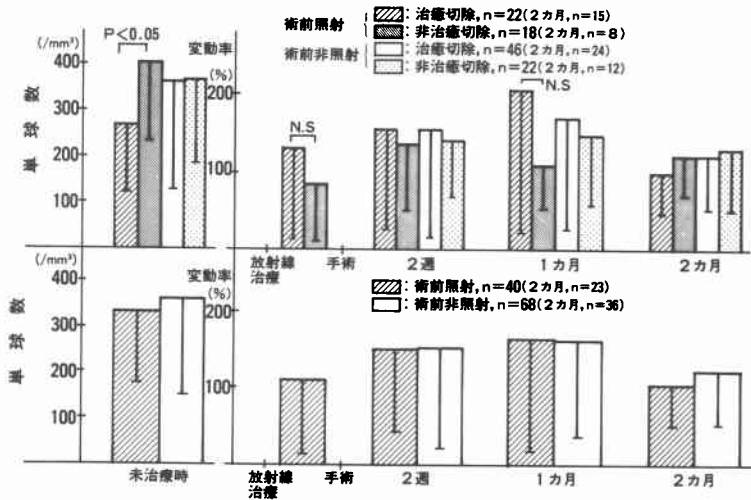 術前照射
治癒切除, n=22(2カ月, n=15)
非治癒切除, n=18(2カ月, n=8)
術前非照射
治癒切除, n=46(2カ月, n=24)
非治癒切除, n=22(2カ月, n=12)
(/mm³)
P<0.05
変動率
(%)
400
300
200
100
単球数
200
100
N.S
N.S
放射線治療
手術
2週
1カ月
2カ月
(/mm³)
変動率
(%)
: 術前照射, n=40(2カ月, n=23)
: 術前非照射, n=68(2カ月, n=36)
400
300
200
100
単球数
200
100
未治療時
放射線治療
手術
2週
1カ月
2カ月